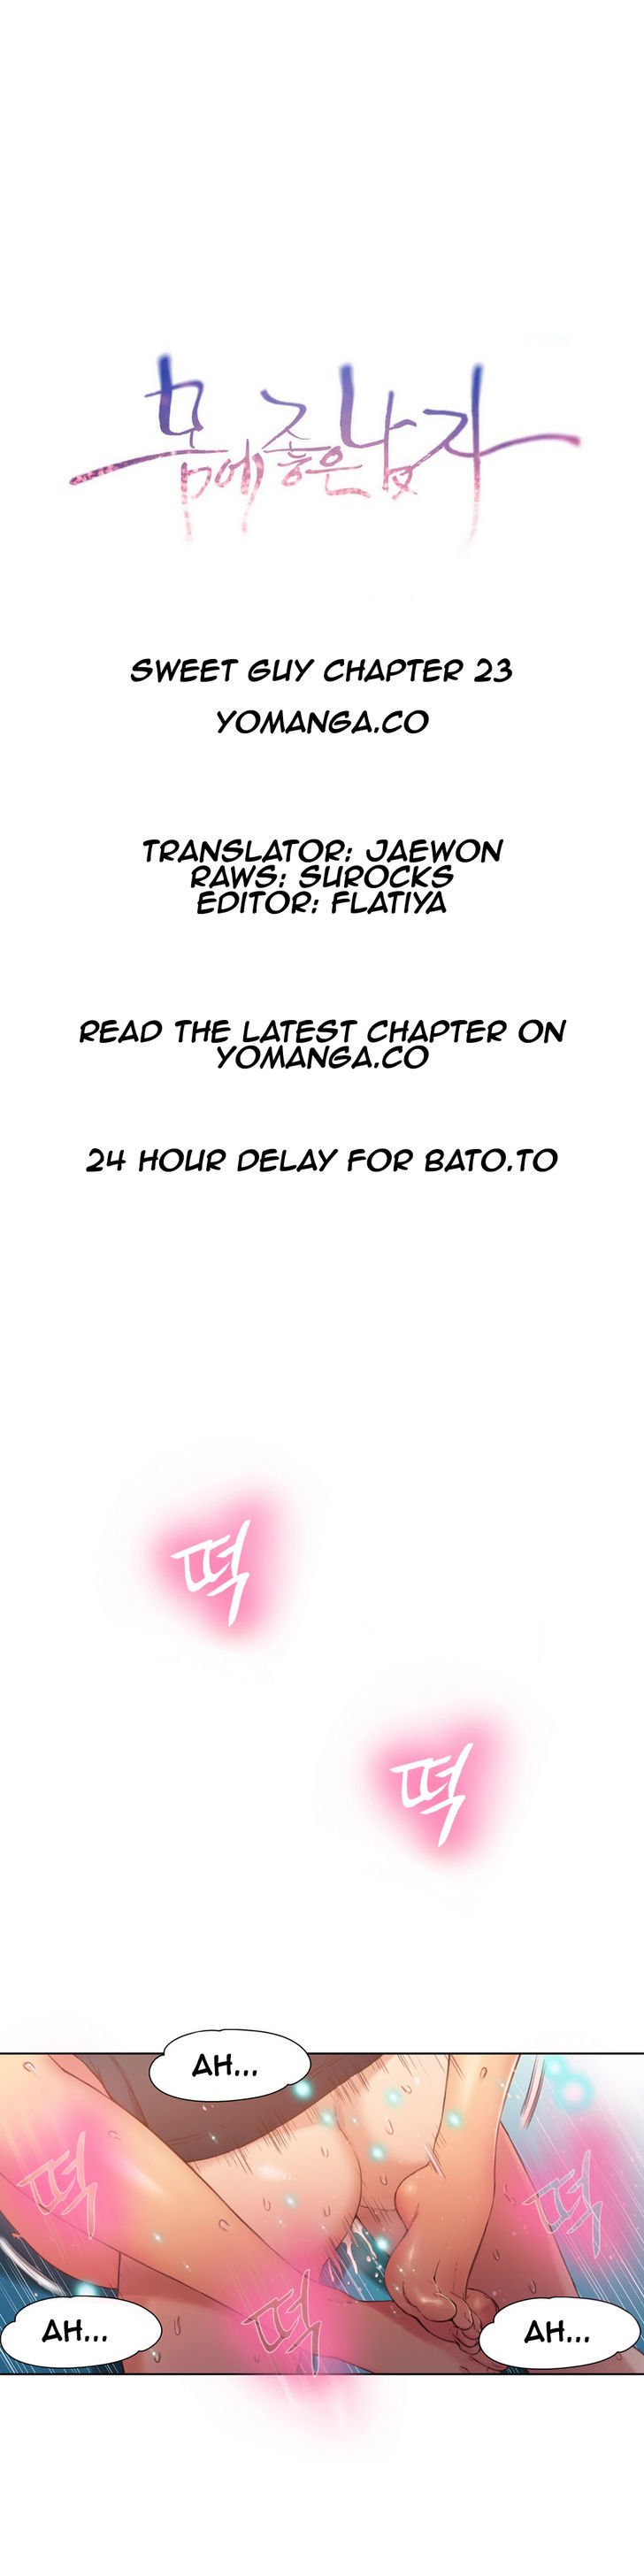 몸에 좋은 남자
SWEET GUY CHAPTER 23
YOMANGA.CO
TRANSLATOR: JAEWON
RAWS: SUROCKS
EDITOR: FLATIYA
READ THE LATEST CHAPTER ON
YOMANGA.CO
24 HOUR DELAY FOR BATO.TO
떡
떡
AH...
떡
떡
떡
AH...
AH...